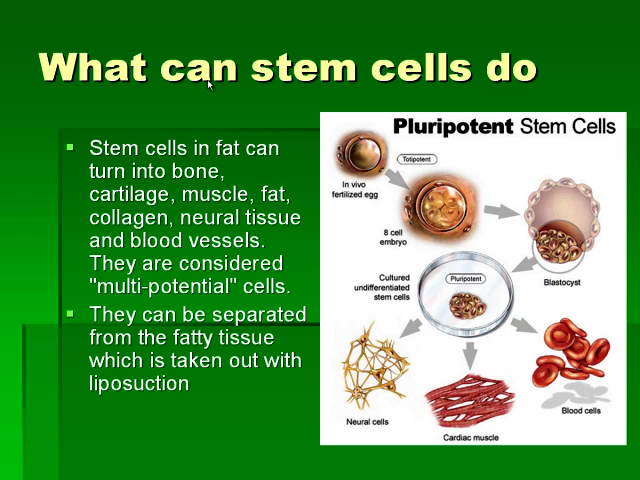 What can stem cells do
Stem cells in fat can
turn into bone,
cartilage, muscle, fat,
collagen, neural tissue
and blood vessels.
They are considered
"multi-potential" cells.
They can be separated
from the fatty tissue
which is taken out with
liposuction
Pluripotent Stem Cells
Totipotent
In vivo
fertilized egg
8 cell
embryo
Blastocyst
Cultured
undifferentiated
stem cells
Pluripotent
Neural cells
Cardiac muscle
Blood cells